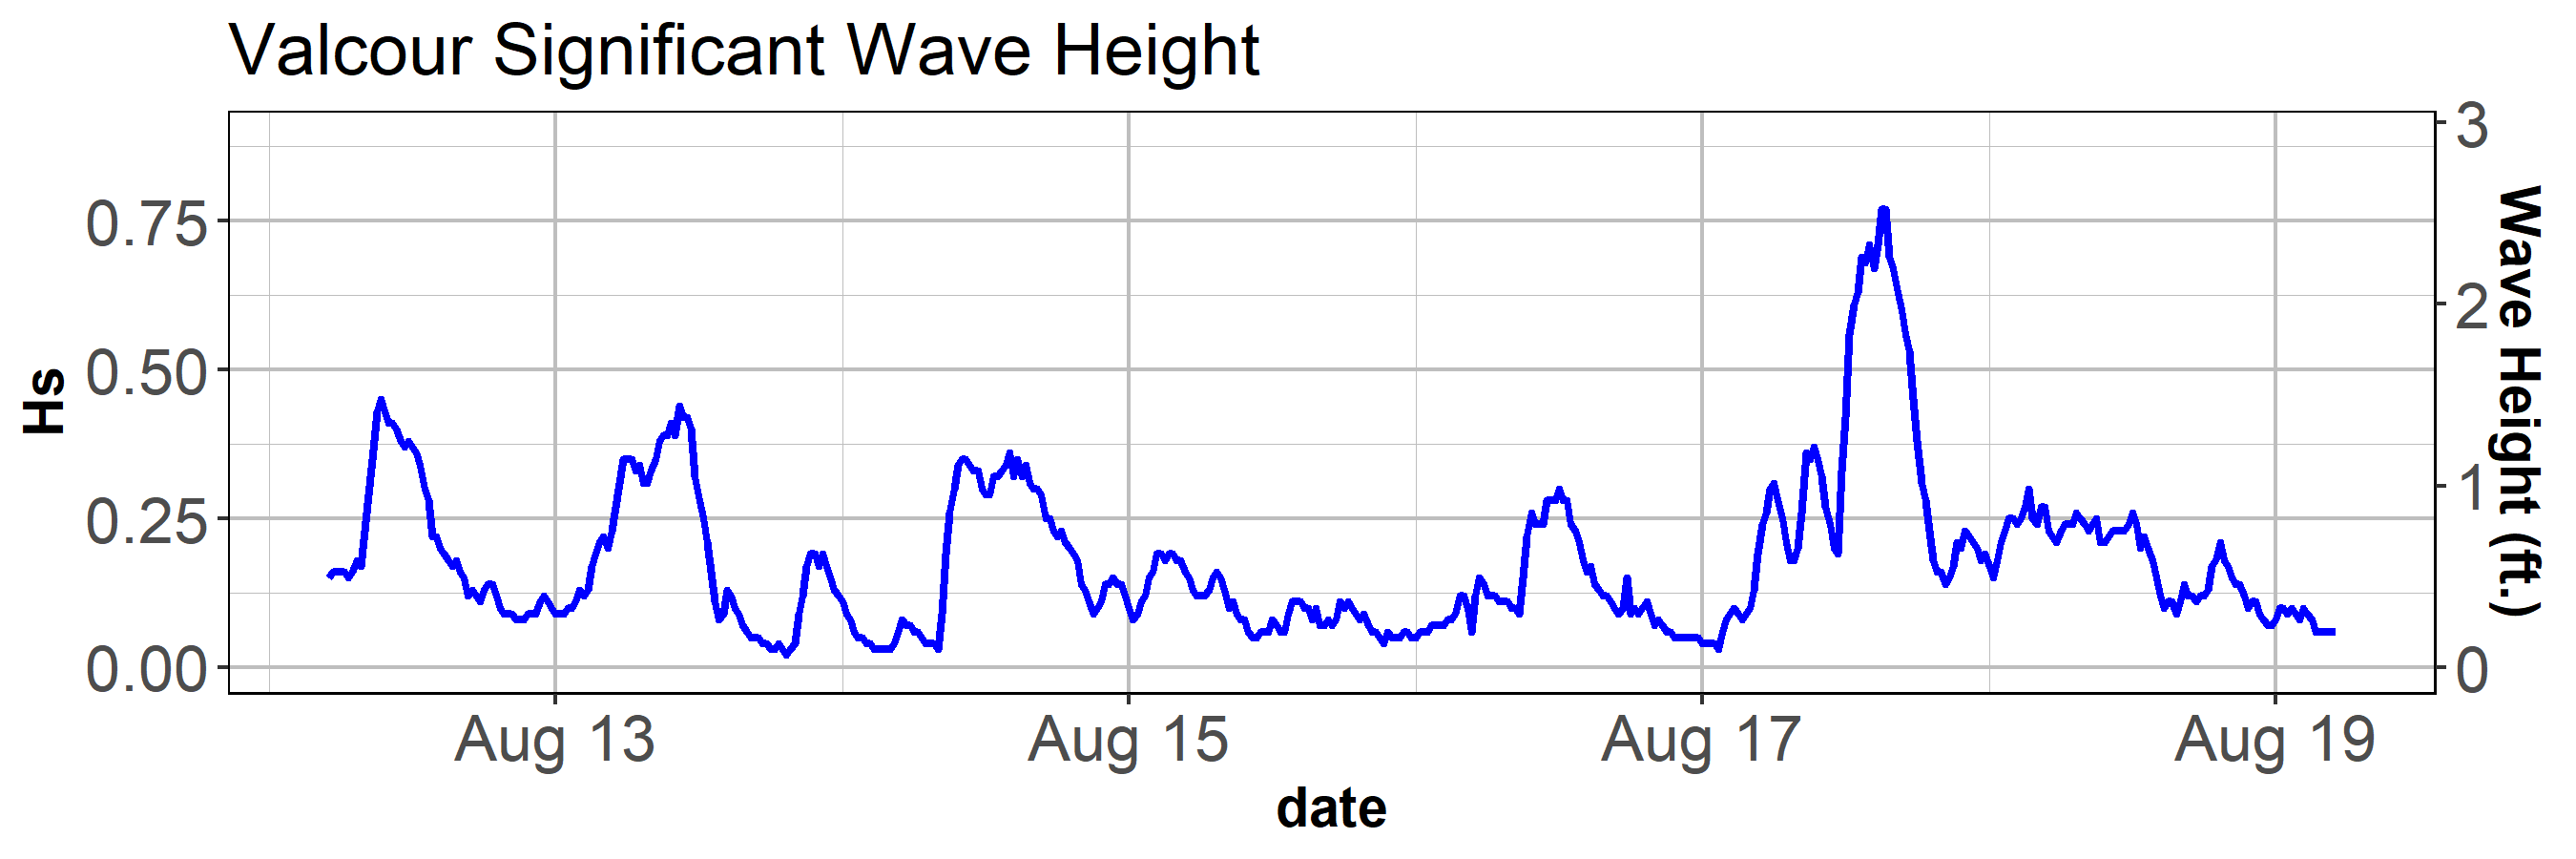 Valcour Significant Wave Height
Hs
0.75
0.50
0.25
0.00
3
2
1
0
Wave Height (ft.)
Aug 13
Aug 15
Aug 17
Aug 19
date